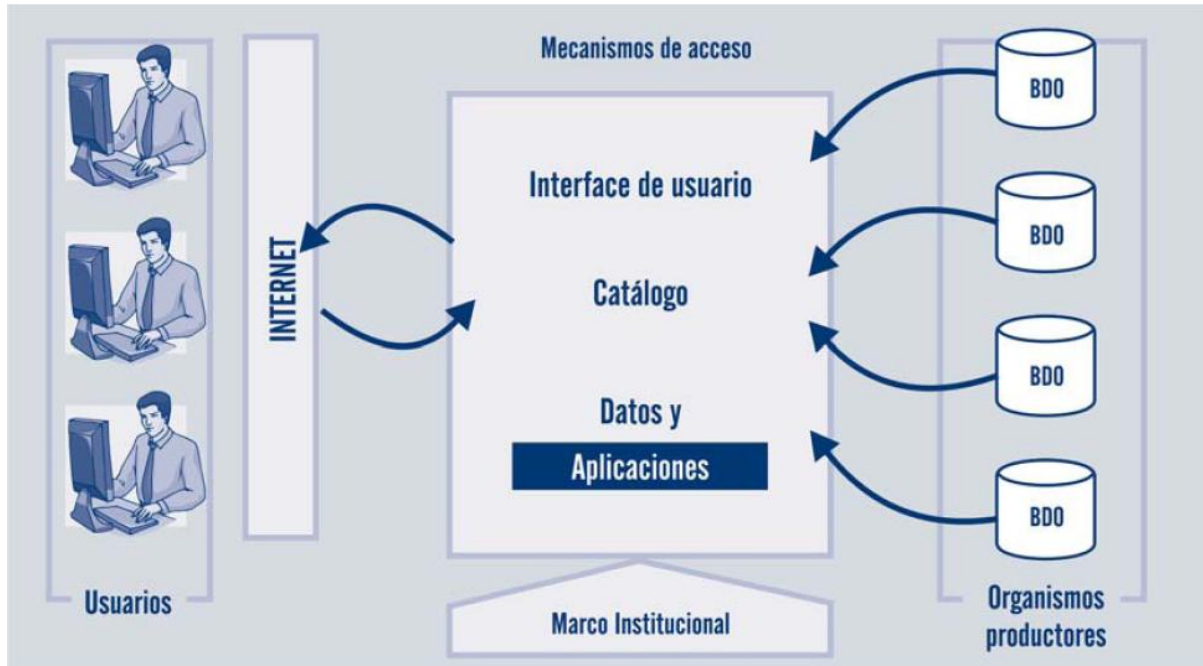 Mecanismos de acceso
Interface de usuario
Catálogo
Datos y
Aplicaciones
INTERNET
Usuarios
Marco Institucional
BDO
BDO
BDO
BDO
Organismos
productores